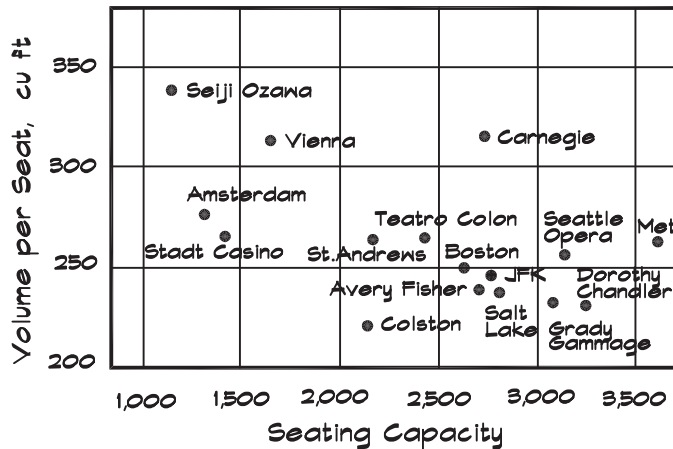 Volume per Seat, cu ft
350
300
250
200
Seiji Ozawa
Vienna
Carnegie
Amsterdam
Stadt Casino
Teatro Colon
St.Andrews
Boston
Seattle
Opera
Met
JFK
Avery Fisher
Salt
Lake
Dorothy
Chandler
Colston
Grady
Gammage
1,000
1,500
2,000
2,500
3,000
3,500
Seating Capacity